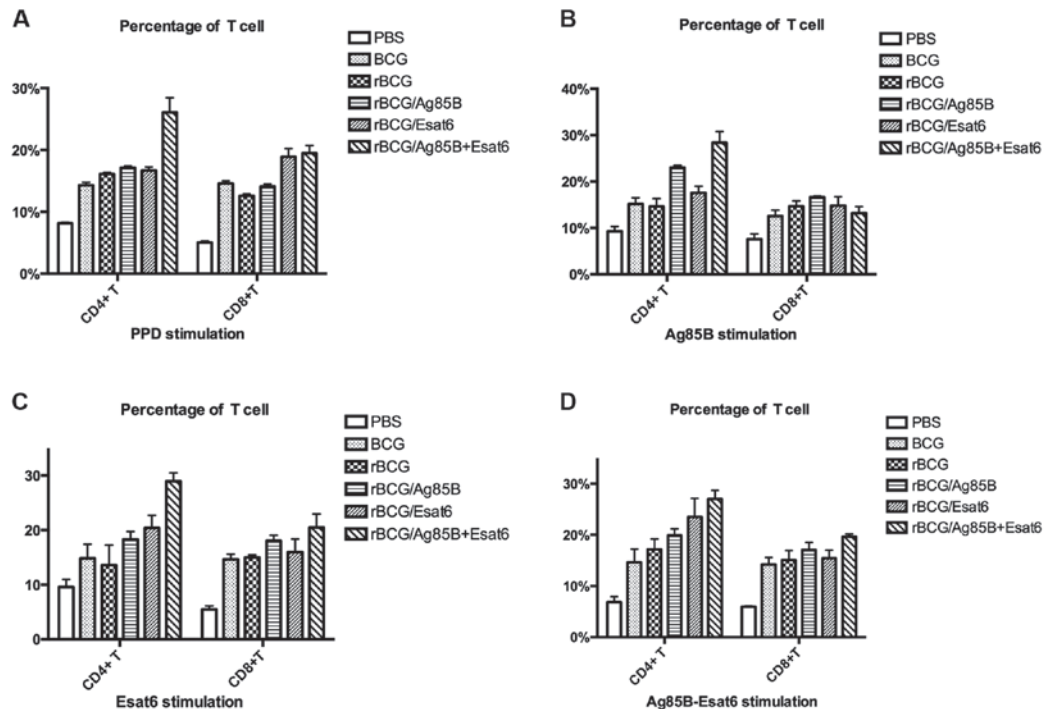 A
Percentage of T cell
PBS
BCG
rBCG
rBCG/Ag85B
rBCG/Esat6
rBCG/Ag85B+Esat6
30%
20%
10%
0%
CD4+ T
CD8+T
PPD stimulation
B
Percentage of T cell
PBS
BCG
rBCG
rBCG/Ag85B
rBCG/Esat6
rBCG/Ag85B+Esat6
40%
30%
20%
10%
0%
CD4+ T
CD8+T
Ag85B stimulation
C
Percentage of T cell
PBS
BCG
rBCG
rBCG/Ag85B
rBCG/Esat6
rBCG/Ag85B+Esat6
30
20
10
0
CD4+ T
CD8+T
Esat6 stimulation
D
Percentage of T cell
PBS
BCG
rBCG
rBCG/Ag85B
rBCG/Esat6
rBCG/Ag85B+Esat6
30%
20%
10%
0%
CD4+ T
CD8+T
Ag85B-Esat6 stimulation